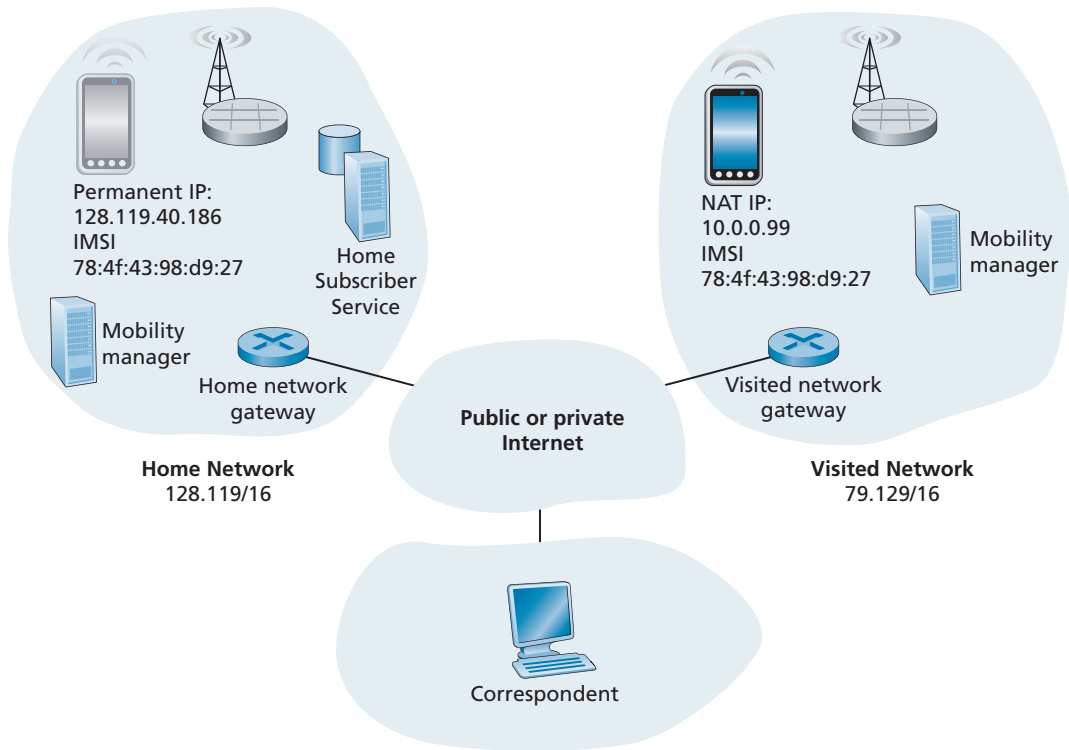 Permanent IP:
128.119.40.186
IMSI
78:4f:43:98:d9:27
Home
Subscriber
Service
Mobility
manager
Home network
gateway
Home Network
128.119/16
Public or private
Internet
NAT IP:
10.0.0.99
IMSI
78:4f:43:98:d9:27
Mobility
manager
Visited network
gateway
Visited Network
79.129/16
Correspondent